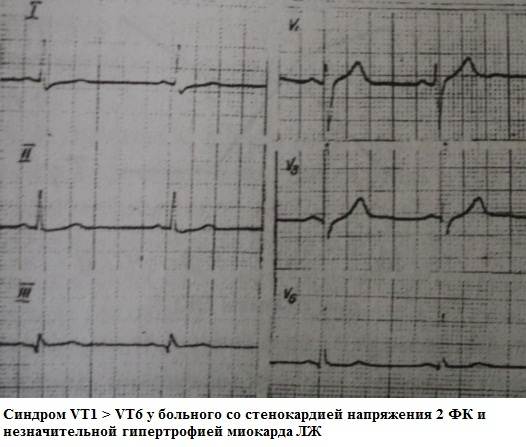 I
V1
II
V3
III
V6
Синдром VT1 > VT6 у больного со стенокардией напряжения 2 ФК и
незначительной гипертрофией миокарда ЛЖ